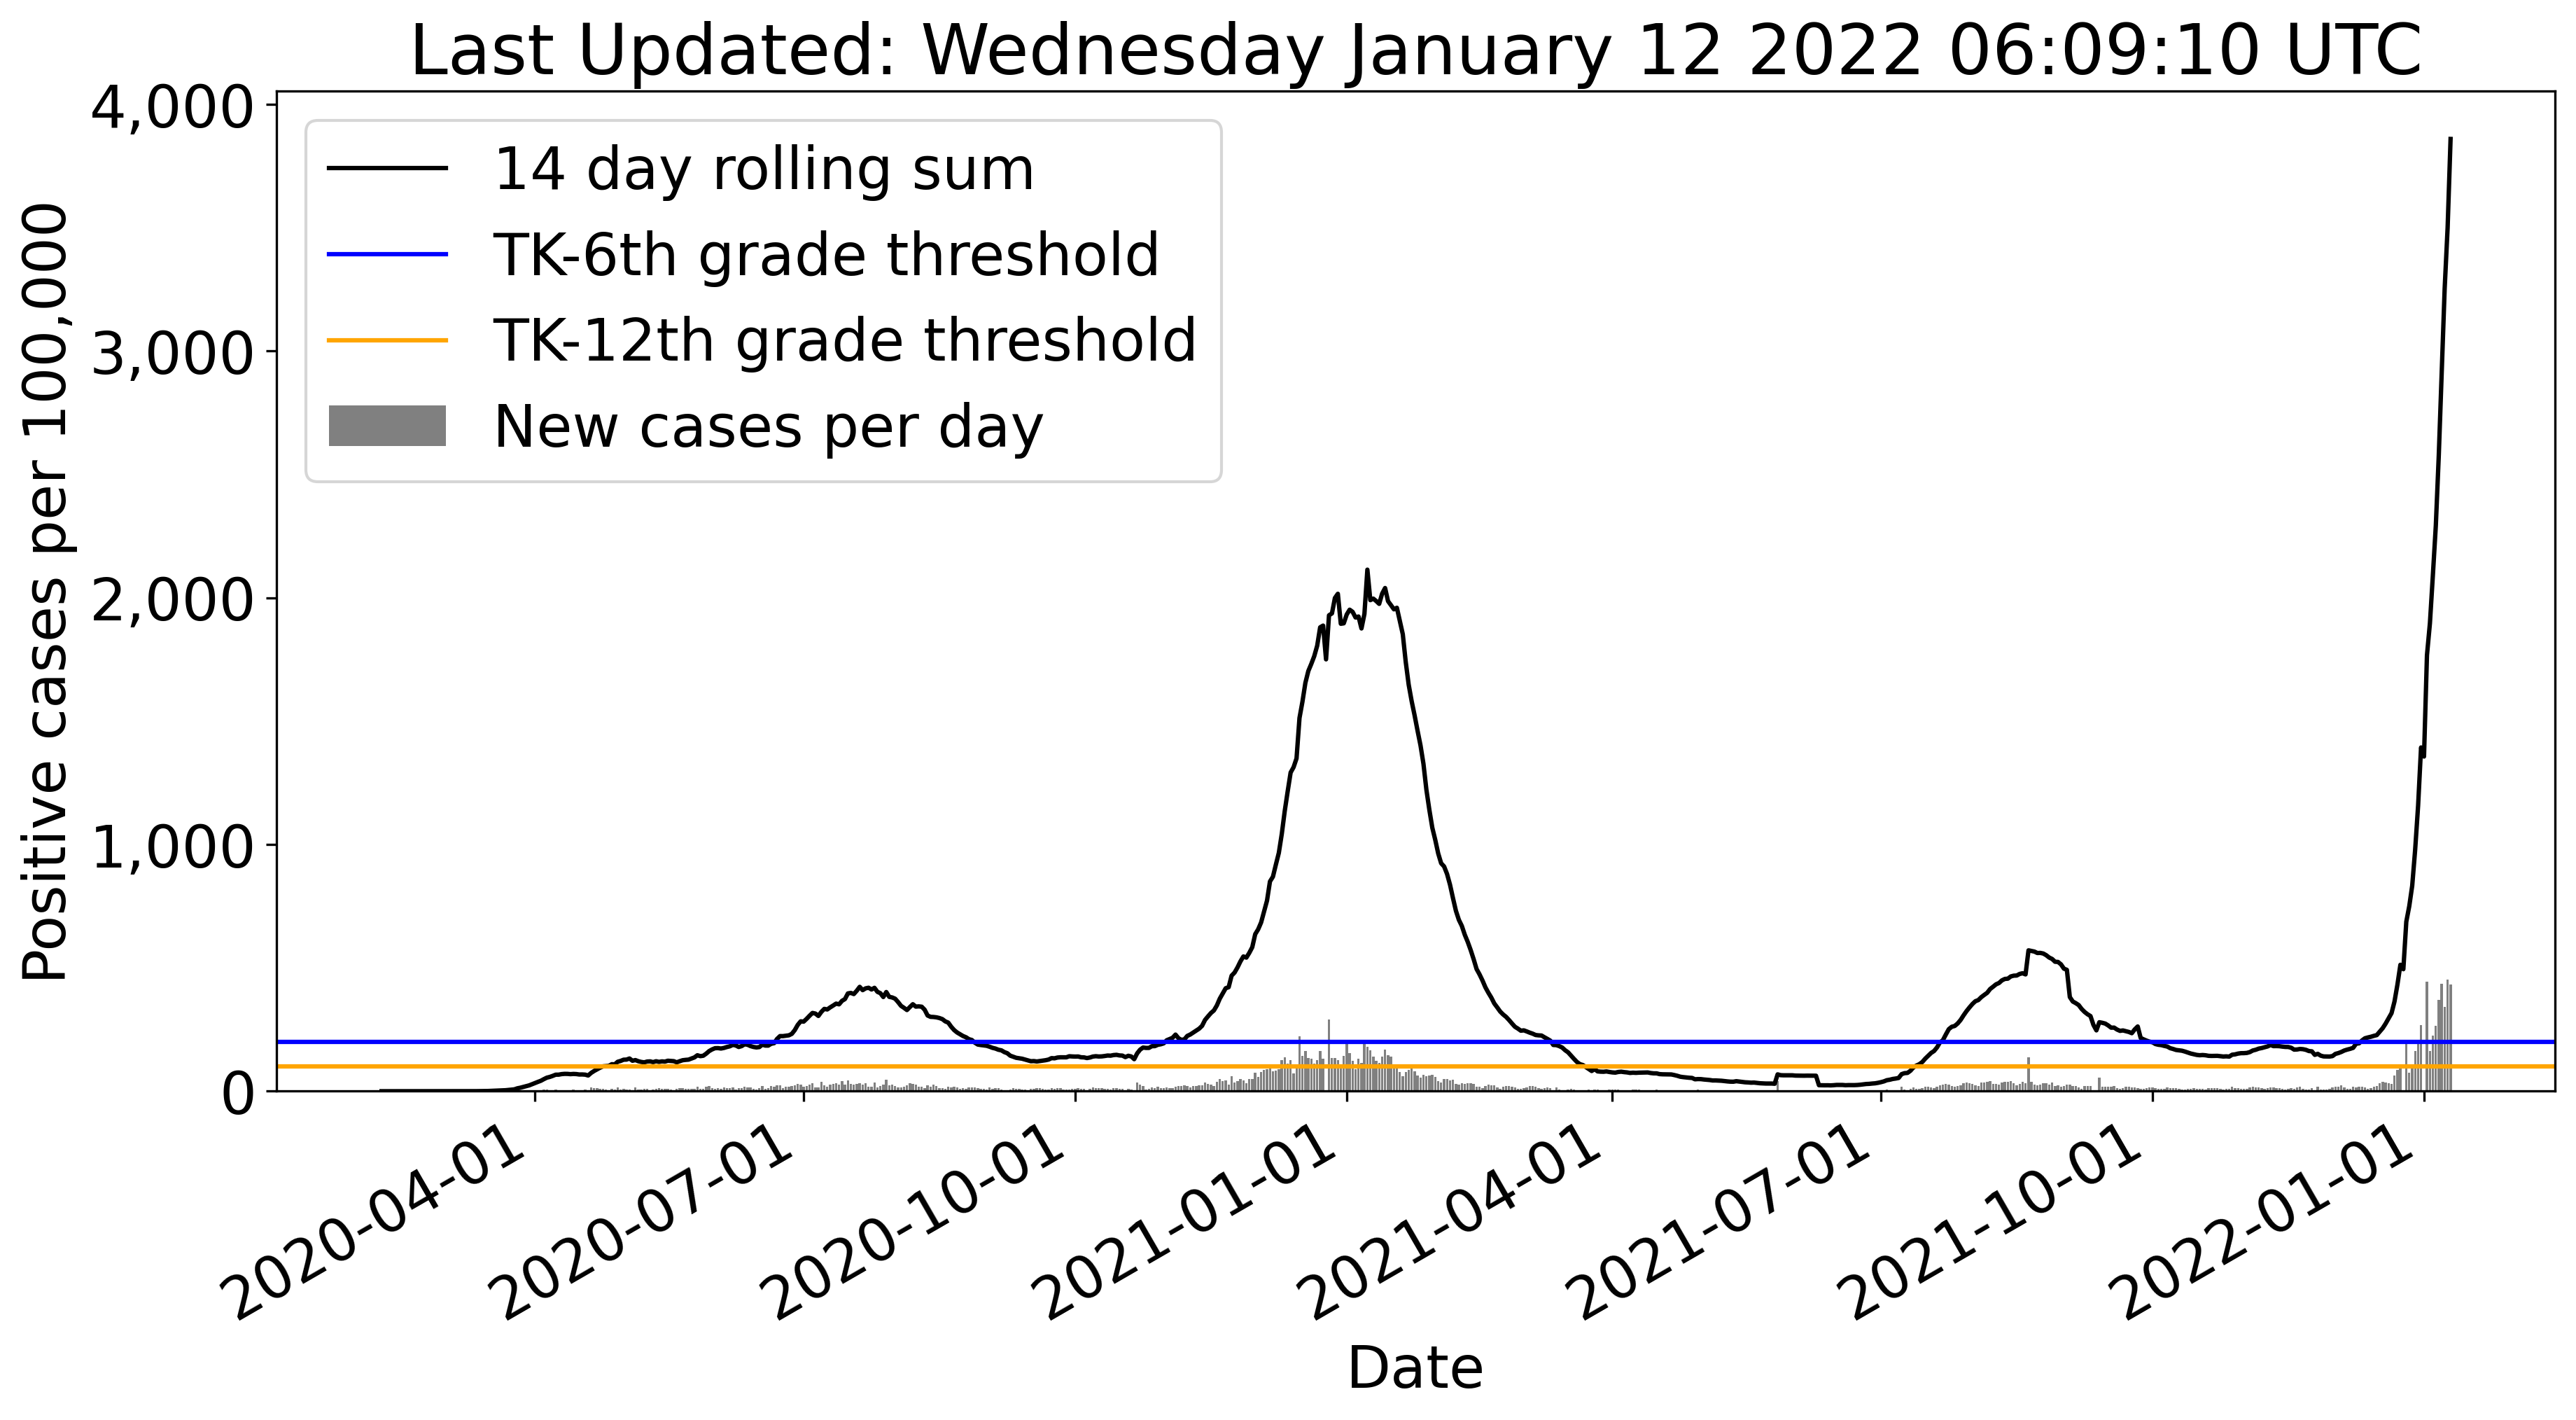 Last Updated: Wednesday January 12 2022 06:09:10 UTC
4,000
3,000
2,000
1,000
0
Positive cases per 100,000
14 day rolling sum
TK-6th grade threshold
TK-12th grade threshold
New cases per day
2020-04-01
2020-07-01
2020-10-01
2021-01-01
2021-04-01
2021-07-01
2021-10-01
2022-01-01
Date